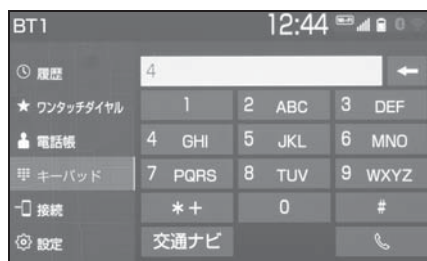 BT1 12:44
履歴 4
ワンタッチダイヤル 1 2 ABC 3 DEF
電話帳 4 GHI 5 JKL 6 MNO
キーパッド 7 PQRS 8 TUV 9 WXYZ
接続 *+ 0 #
設定 交通ナビ